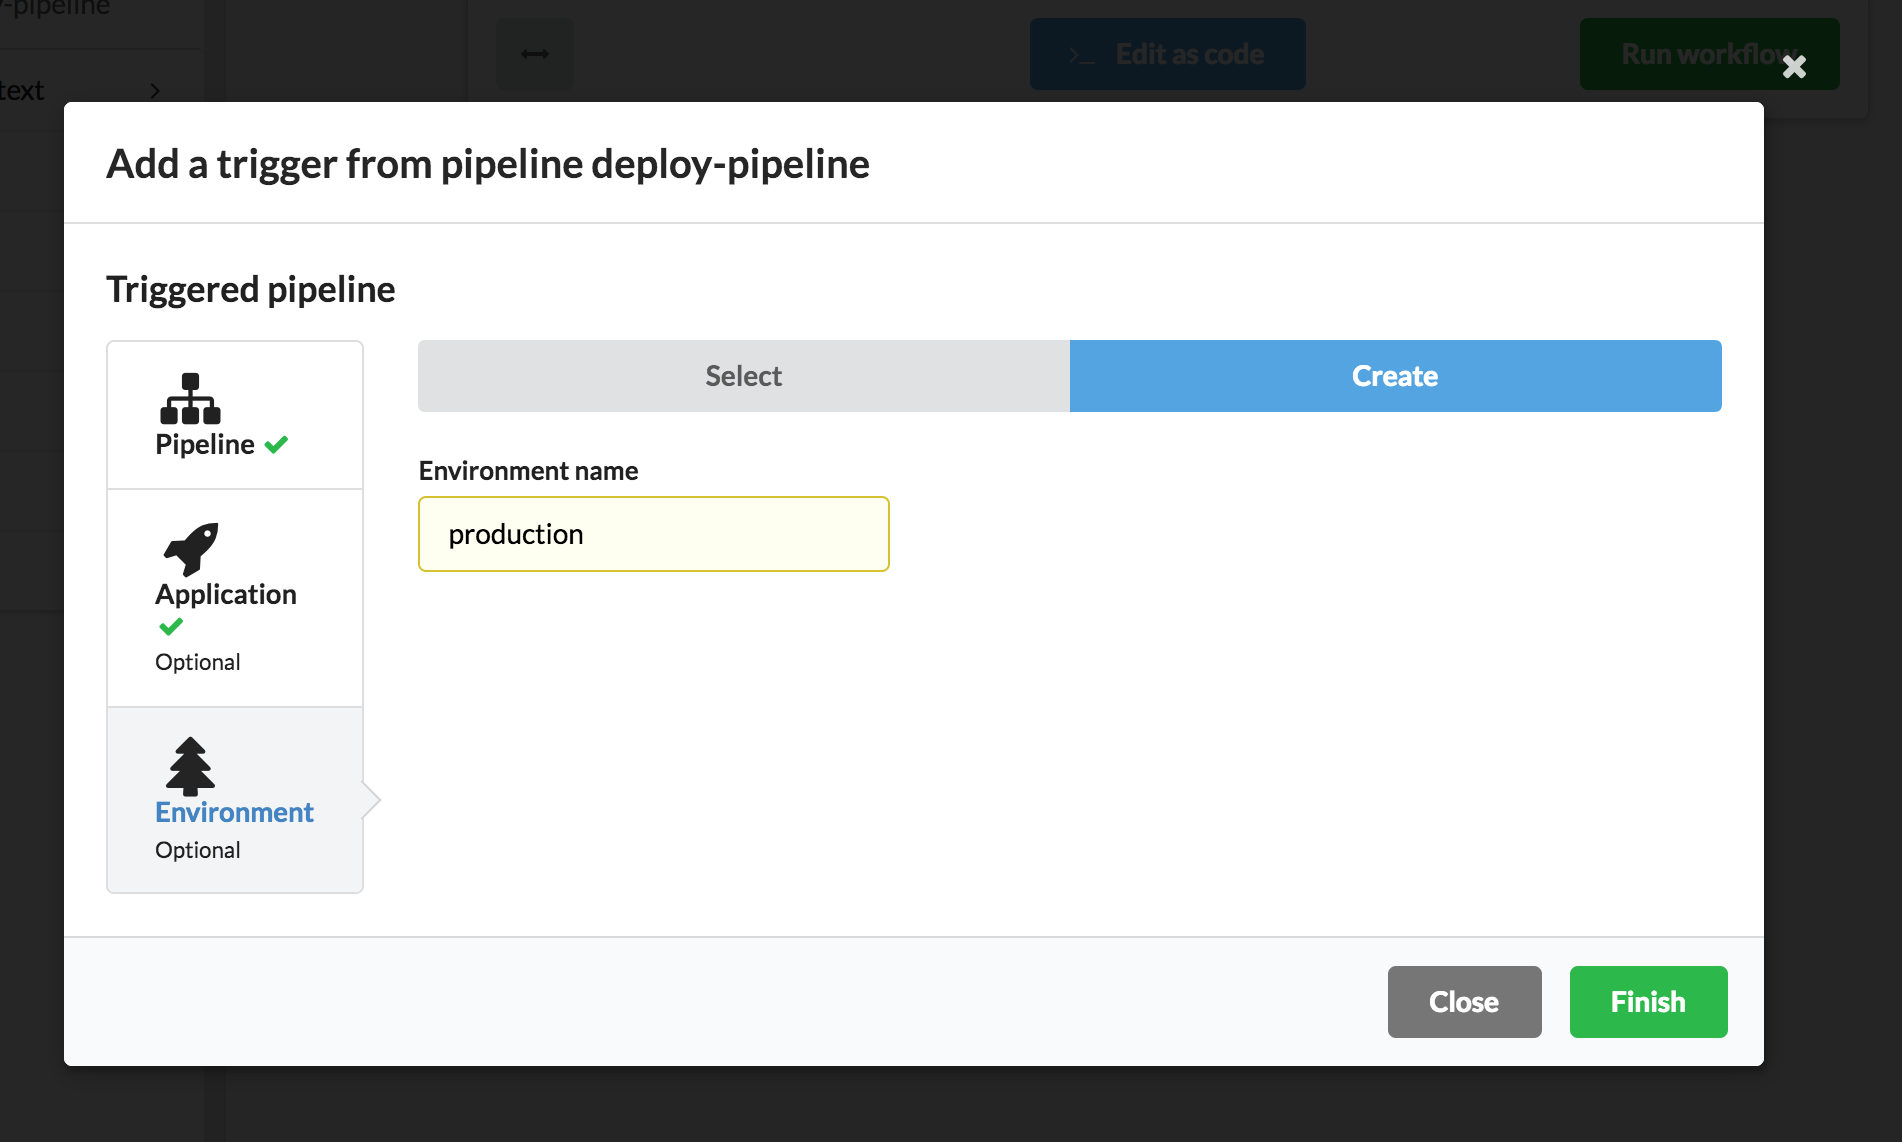 -pipeline
text
>_ Edit as code
Run workflow
Add a trigger from pipeline deploy-pipeline
Triggered pipeline
Pipeline
Application
Optional
Environment
Optional
Select
Create
Environment name
production
Close
Finish